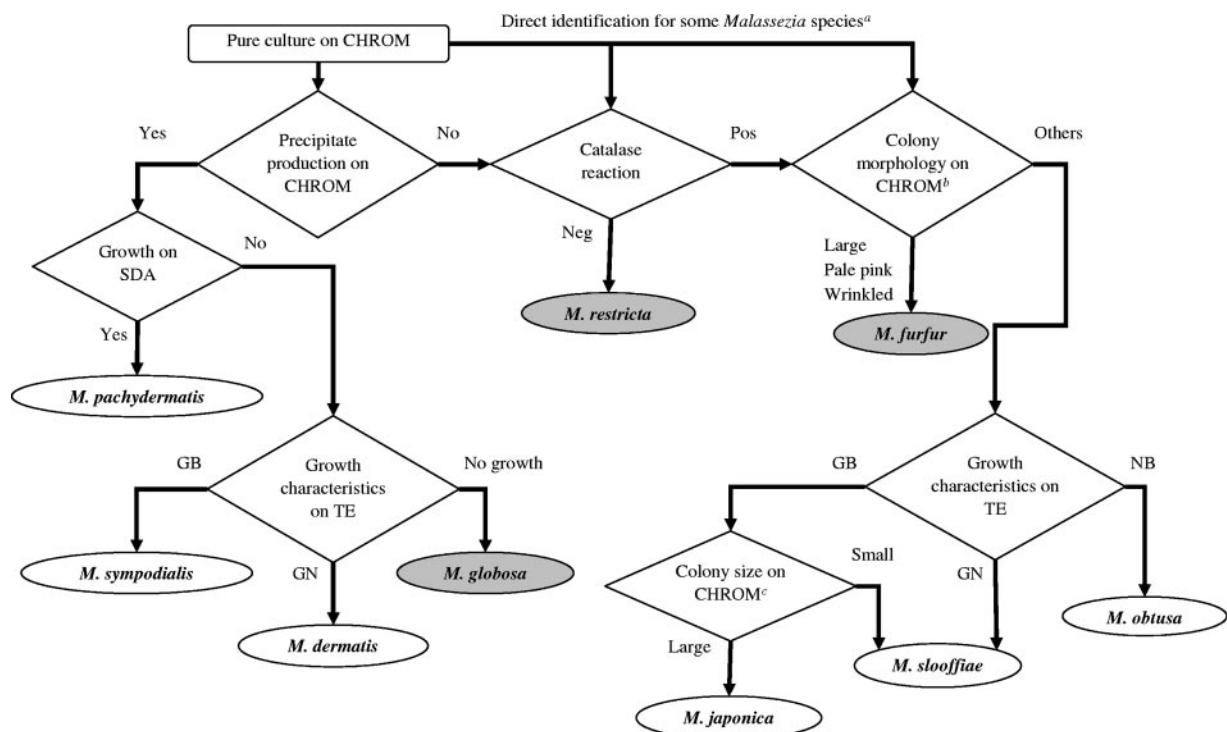 Direct identification for some Malassezia speciesᵃ
Pure culture on CHROM
Yes
Precipitate
production on
CHROM
No
Catalase
reaction
Pos
Colony
morphology on
CHROMᵇ
Others
Growth on
SDA
No
Neg
Large
Pale pink
Wrinkled
Yes
M. restricta
M. furfur
M. pachydermatis
GB
Growth
characteristics
on TE
No growth
GB
Growth
characteristics on
TE
NB
M. sympodialis
GN
M. globosa
Colony size on
CHROMᶜ
Small
GN
M. obtusa
M. dermatis
Large
M. slooffiae
M. japonica